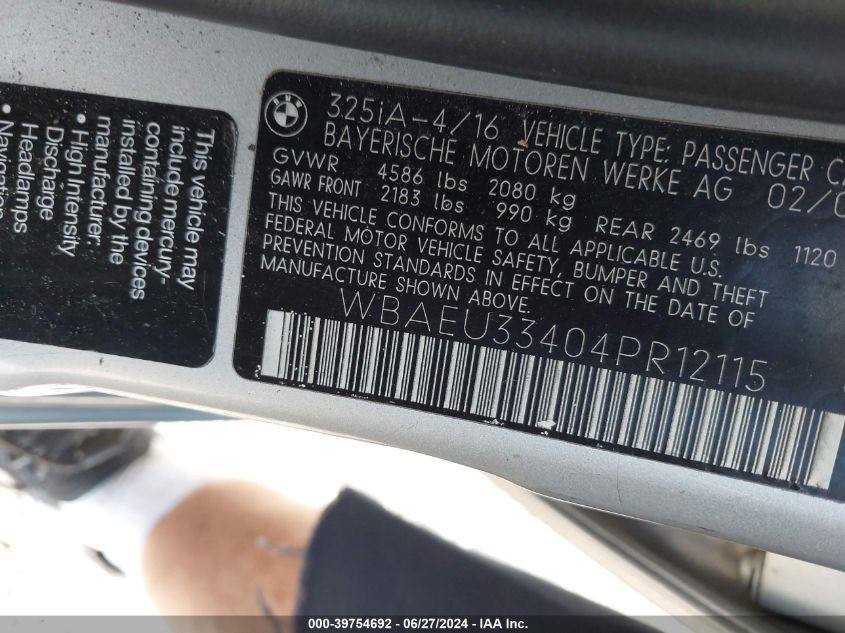 This vehicle may
include mercury-
containing devices
installed by the
manufacturer:
• High Intensity
Discharge
Headlamps
BMW
325iA-4/16 VEHICLE TYPE: PASSENGER
BAYERISCHE MOTOREN WERKE AG
GVWR 4586 lbs 2080 kg
GAWR FRONT 2183 lbs 990 kg REAR 2469 lbs 1120
THIS VEHICLE CONFORMS TO ALL APPLICABLE U.S.
FEDERAL MOTOR VEHICLE SAFETY, BUMPER AND THEFT
PREVENTION STANDARDS IN EFFECT ON THE DATE OF
MANUFACTURE SHOWN ABOVE.
WBAEU33404PR12115
000-39754692 - 06/27/2024 - IAA Inc.